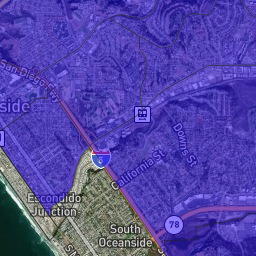 San Diego Fwy
side
5
California St
Downs St
Escondido
Junction
78
South
Oceanside